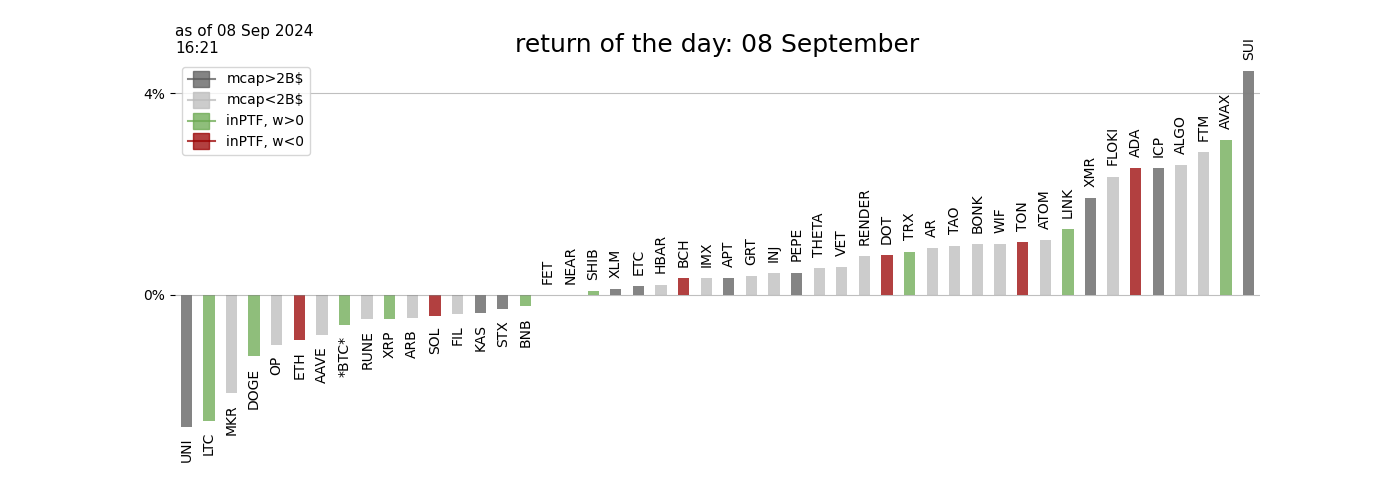 as of 08 Sep 2024
16:21
return of the day: 08 September
mcap>2B$
mcap<2B$
inPTF, w>0
inPTF, w<0
4%
0%
UNI
LTC
MKR
DOGE
OP
ETH
AAVE
*BTC*
RUNE
XRP
ARB
SOL
FIL
KAS
STX
BNB
FET
NEAR
SHIB
XLM
ETC
HBAR
BCH
IMX
APT
GRT
INJ
PEPE
THETA
VET
RENDER
DOT
TRX
AR
TAO
BONK
WIF
TON
ATOM
LINK
XMR
FLOKI
ADA
ICP
ALGO
FTM
AVAX
SUI